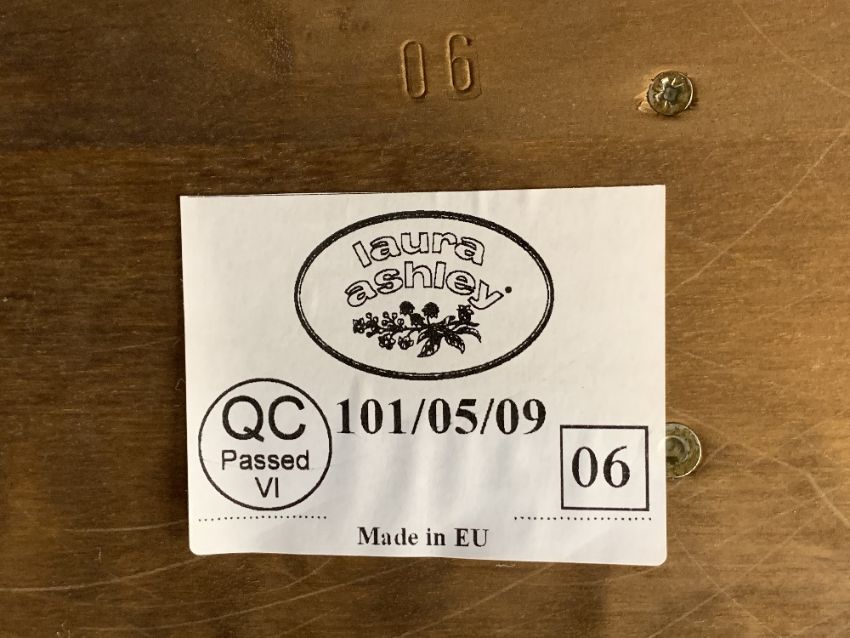 06
laura
ashley
QC
Passed
VI
101/05/09
06
Made in EU